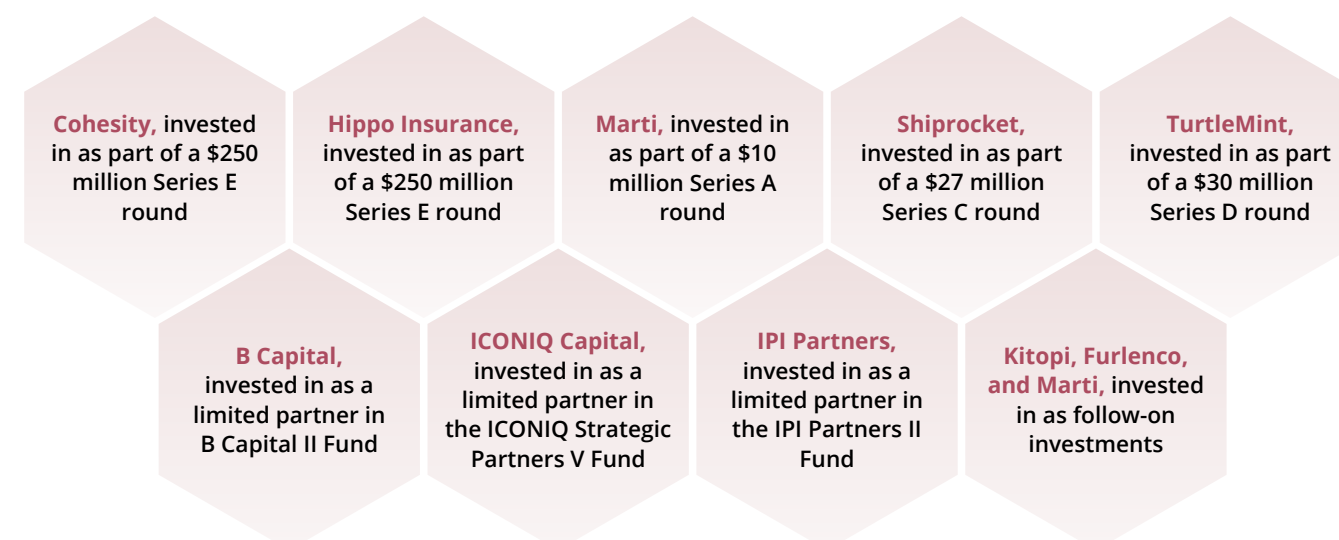 Cohesity, invested
in as part of a $250
million Series E
round
Hippo Insurance,
invested in as part
of a $250 million
Series E round
Marti, invested in
as part of a $10
million Series A
round
Shiprocket,
invested in as part
of a $27 million
Series C round
TurtleMint,
invested in as part
of a $30 million
Series D round
B Capital,
invested in as a
limited partner in
B Capital II Fund
ICONIQ Capital,
invested in as a
limited partner in
the ICONIQ Strategic
Partners V Fund
IPI Partners,
invested in as a
limited partner in
the IPI Partners II
Fund
Kitopi, Furlenco,
and Marti, invested
in as follow-on
investments